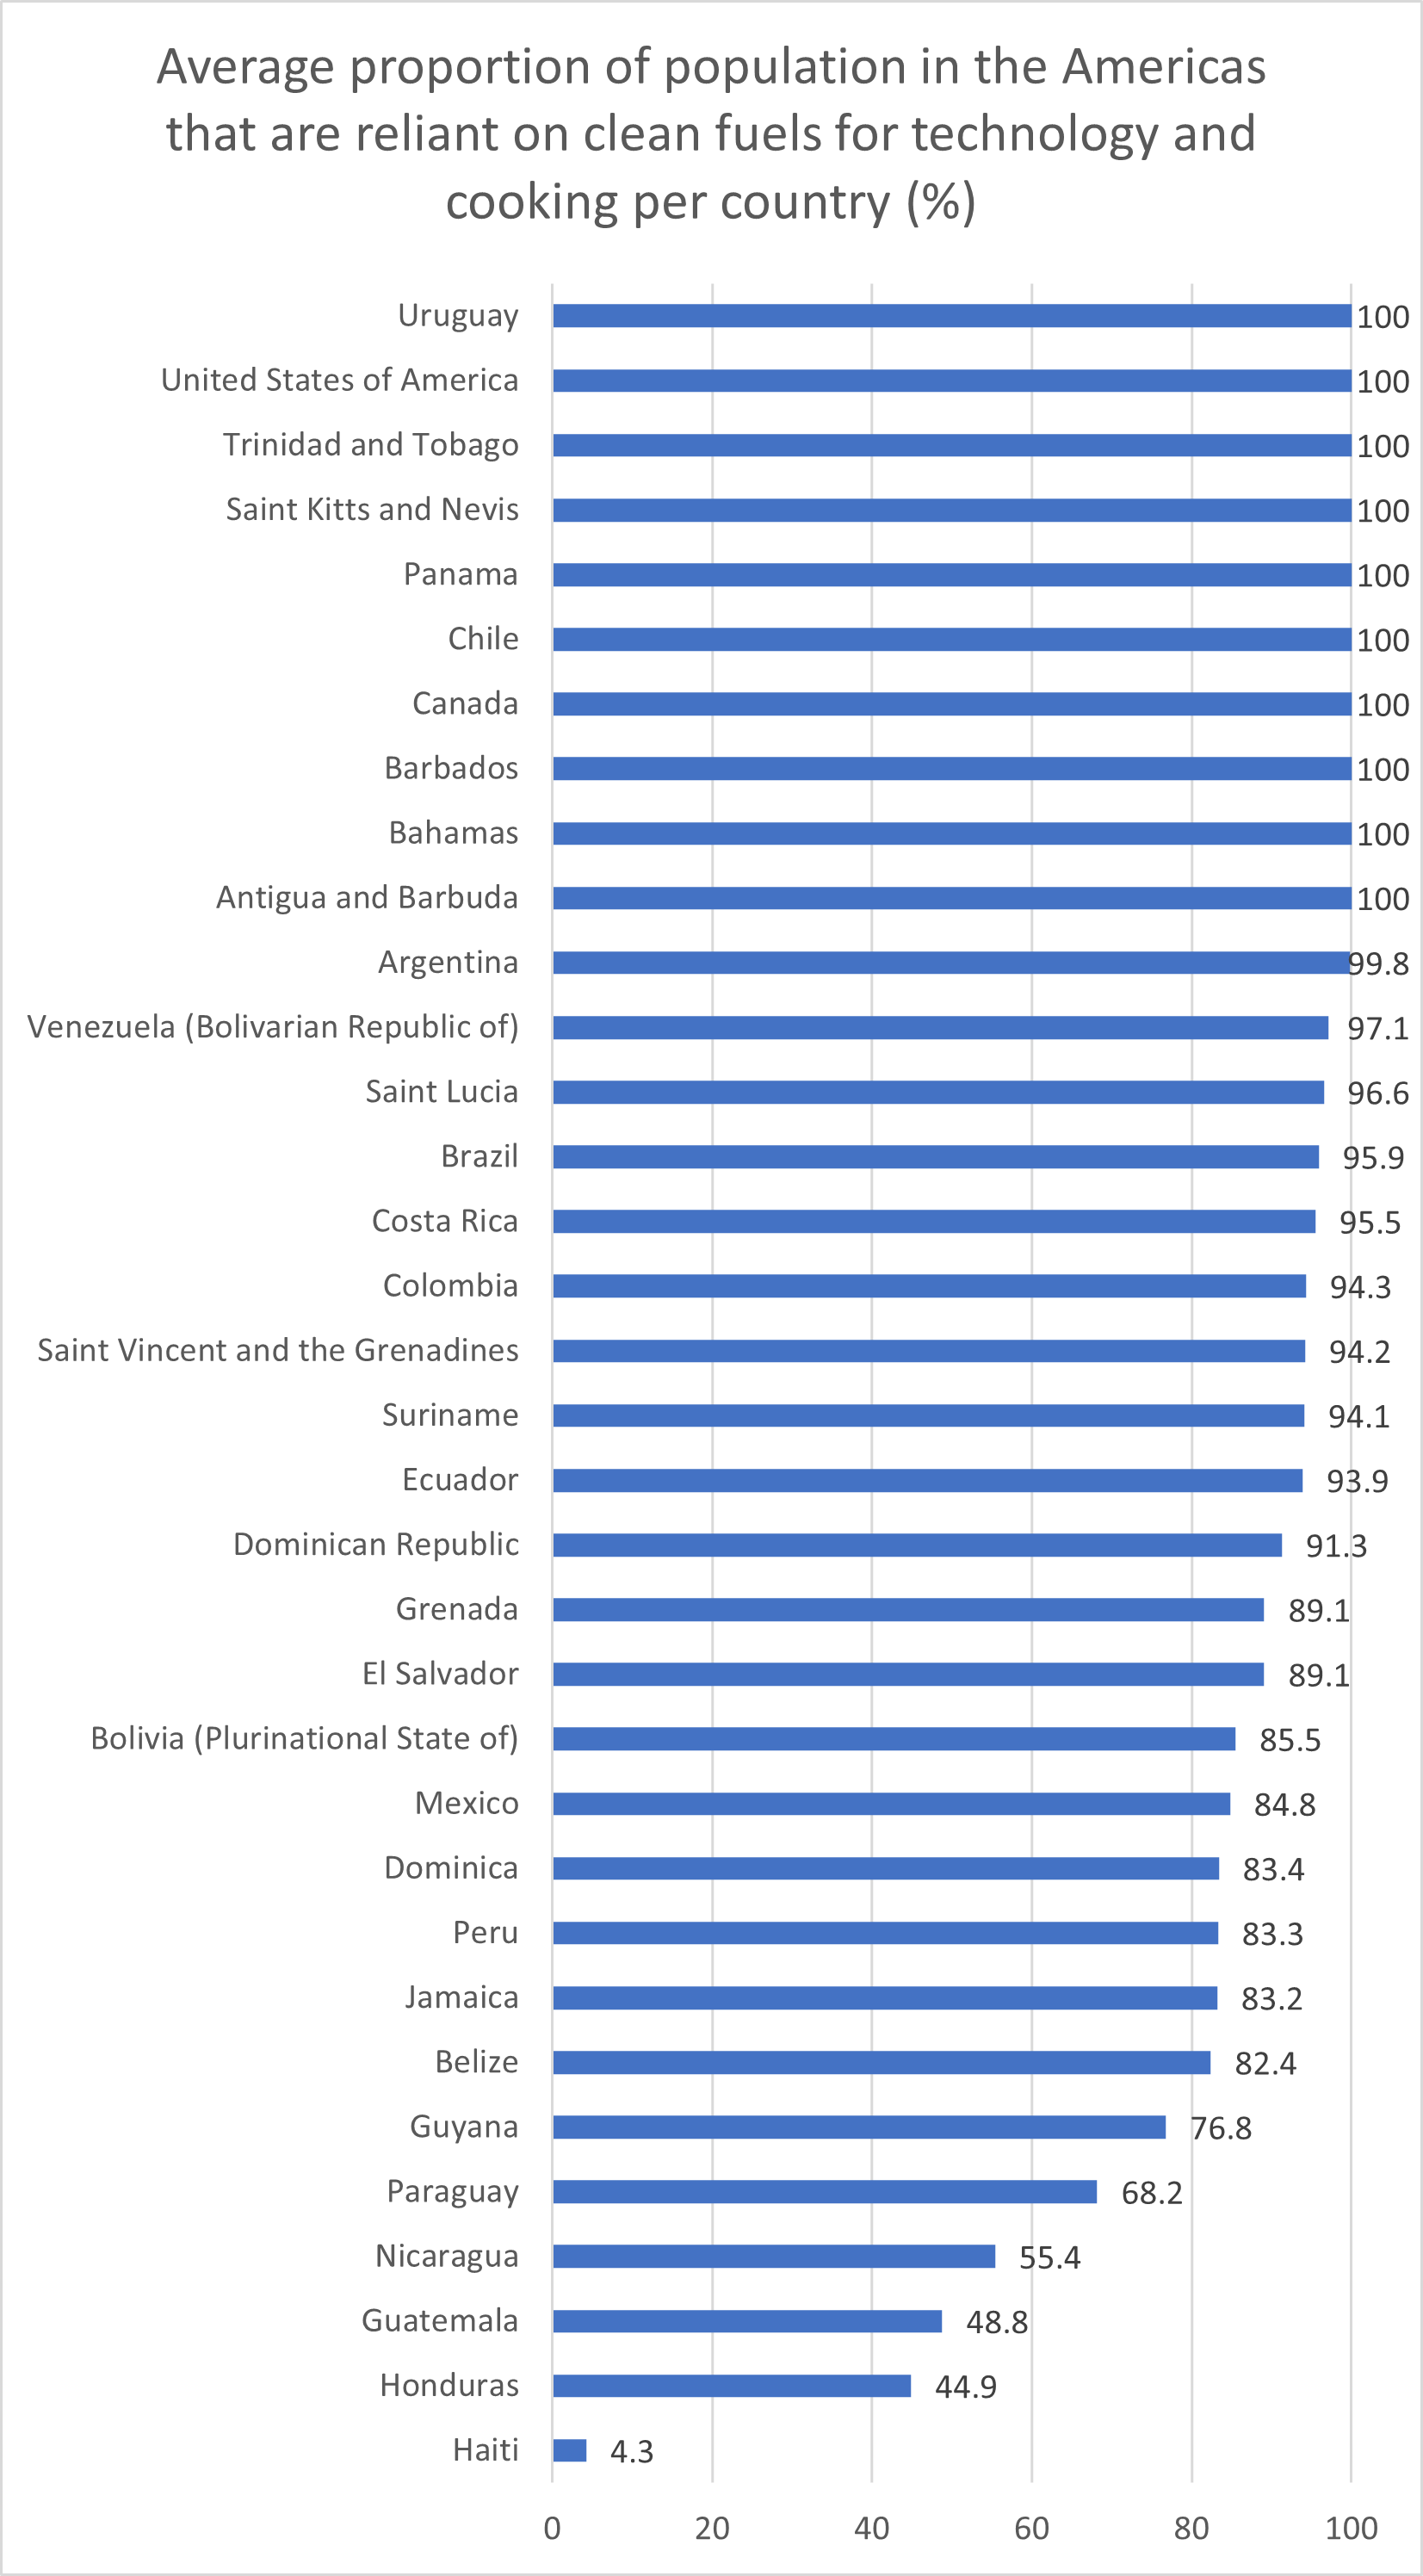 Average proportion of population in the Americas
that are reliant on clean fuels for technology and
cooking per country (%)
Uruguay 100
United States of America 100
Trinidad and Tobago 100
Saint Kitts and Nevis 100
Panama 100
Chile 100
Canada 100
Barbados 100
Bahamas 100
Antigua and Barbuda 100
Argentina 99.8
Venezuela (Bolivarian Republic of) 97.1
Saint Lucia 96.6
Brazil 95.9
Costa Rica 95.5
Colombia 94.3
Saint Vincent and the Grenadines 94.2
Suriname 94.1
Ecuador 93.9
Dominican Republic 91.3
Grenada 89.1
El Salvador 89.1
Bolivia (Plurinational State of) 85.5
Mexico 84.8
Dominica 83.4
Peru 83.3
Jamaica 83.2
Belize 82.4
Guyana 76.8
Paraguay 68.2
Nicaragua 55.4
Guatemala 48.8
Honduras 44.9
Haiti 4.3
0 20 40 60 80 100